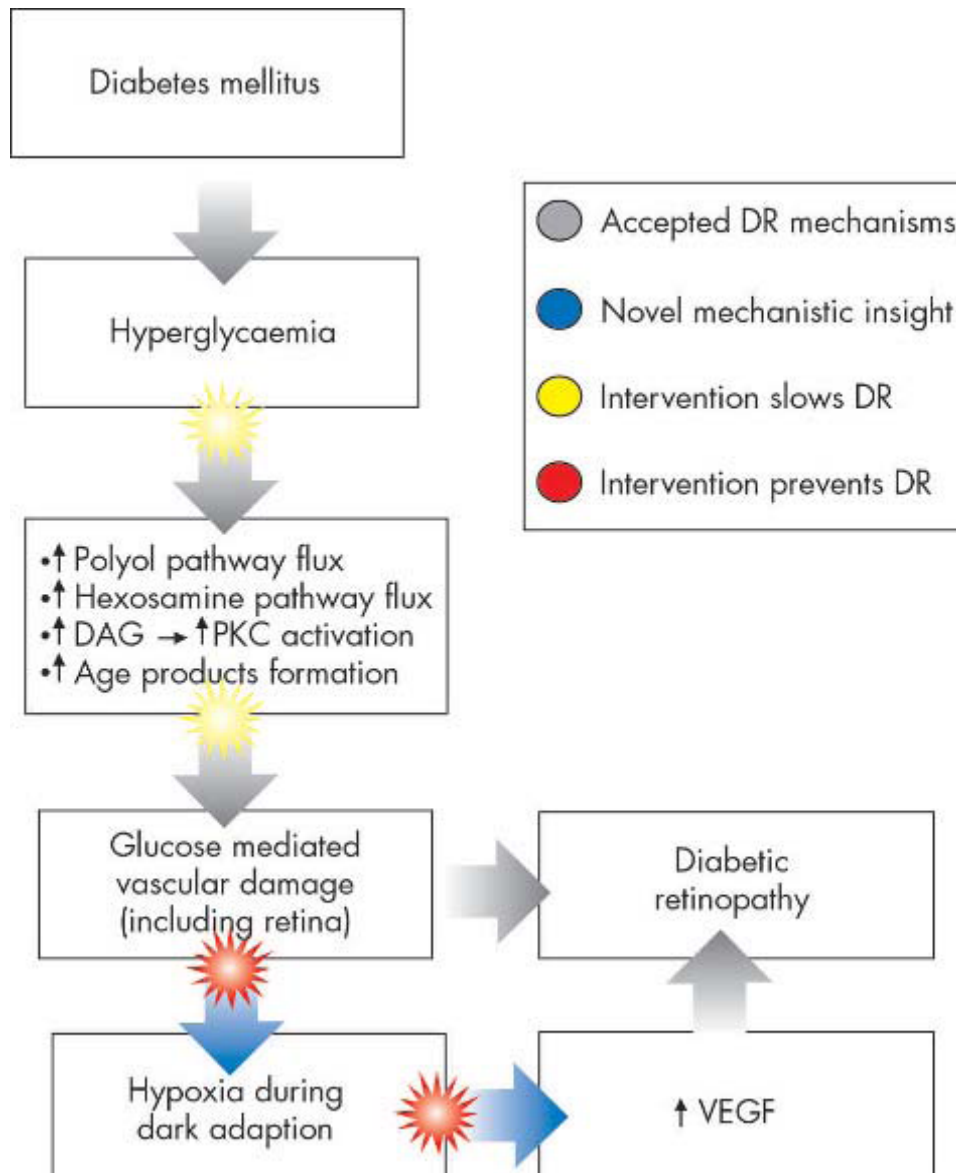 Diabetes mellitus
Hyperglycaemia
•↑ Polyol pathway flux
•↑ Hexosamine pathway flux
•↑ DAG → ↑ PKC activation
•↑ Age products formation
Glucose mediated
vascular damage
(including retina)
Diabetic
retinopathy
Hypoxia during
dark adaption
↑ VEGF
Accepted DR mechanisms
Novel mechanistic insight
Intervention slows DR
Intervention prevents DR